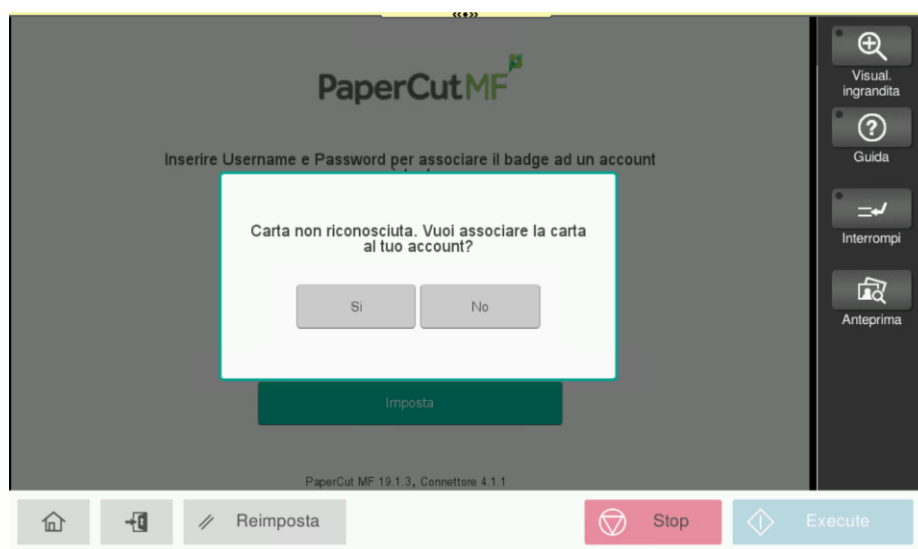 PaperCutMF
Visual.
ingrandita
Guida
Inserire Username e Password per associare il badge ad un account
Carta non riconosciuta. Vuoi associare la carta
al tuo account?
Si
No
Interrompi
Anteprima
Imposta
PaperCut MF 19.1.3, Connettore 4.1.1
Reimposta
Stop
Execute